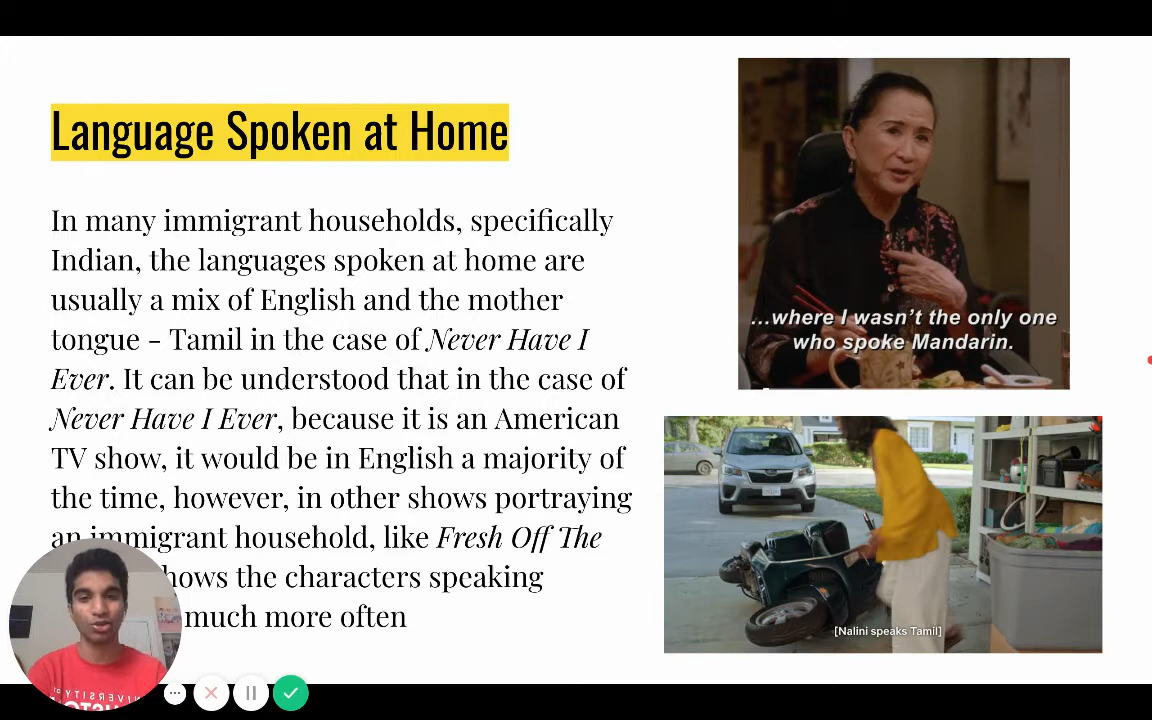 Language Spoken at Home
In many immigrant households, specifically
Indian, the languages spoken at home are
usually a mix of English and the mother
tongue - Tamil in the case of Never Have I
Ever. It can be understood that in the case of
Never Have I Ever, because it is an American
TV show, it would be in English a majority of
the time, however, in other shows portraying
an immigrant household, like Fresh Off The
hows the characters speaking
much more often
...where I wasn't the only one
who spoke Mandarin.
[Nalini speaks Tamil]